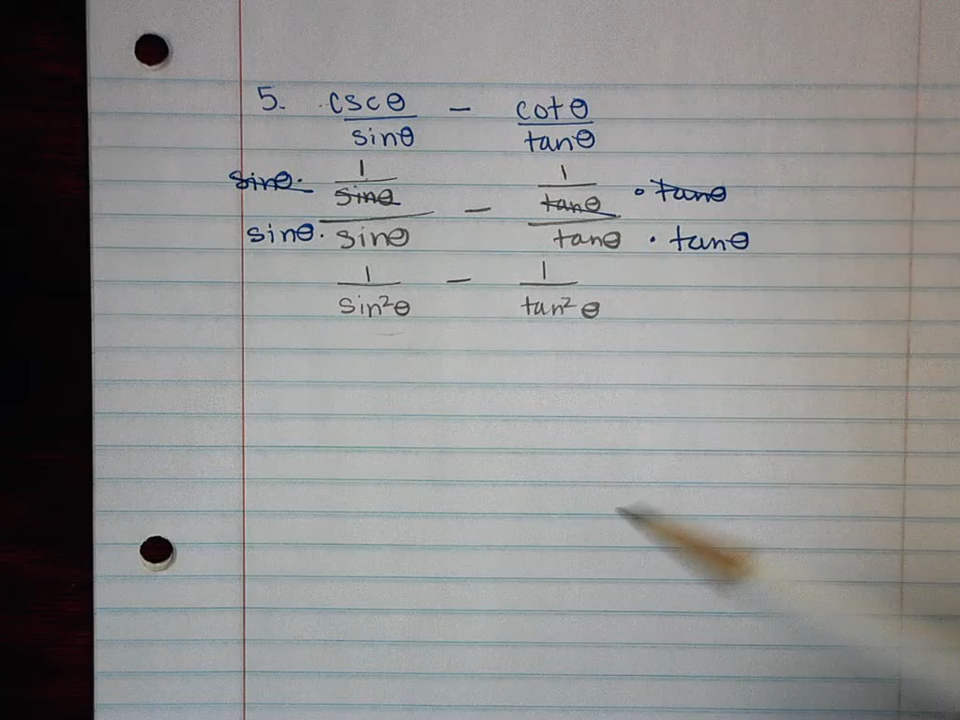 5. cscθ/sinθ − cotθ/tanθ
sinθ· 1/sinθ − 1/tanθ · tanθ
sinθ· sinθ tanθ · tanθ
1/sin²θ − 1/tan²θ